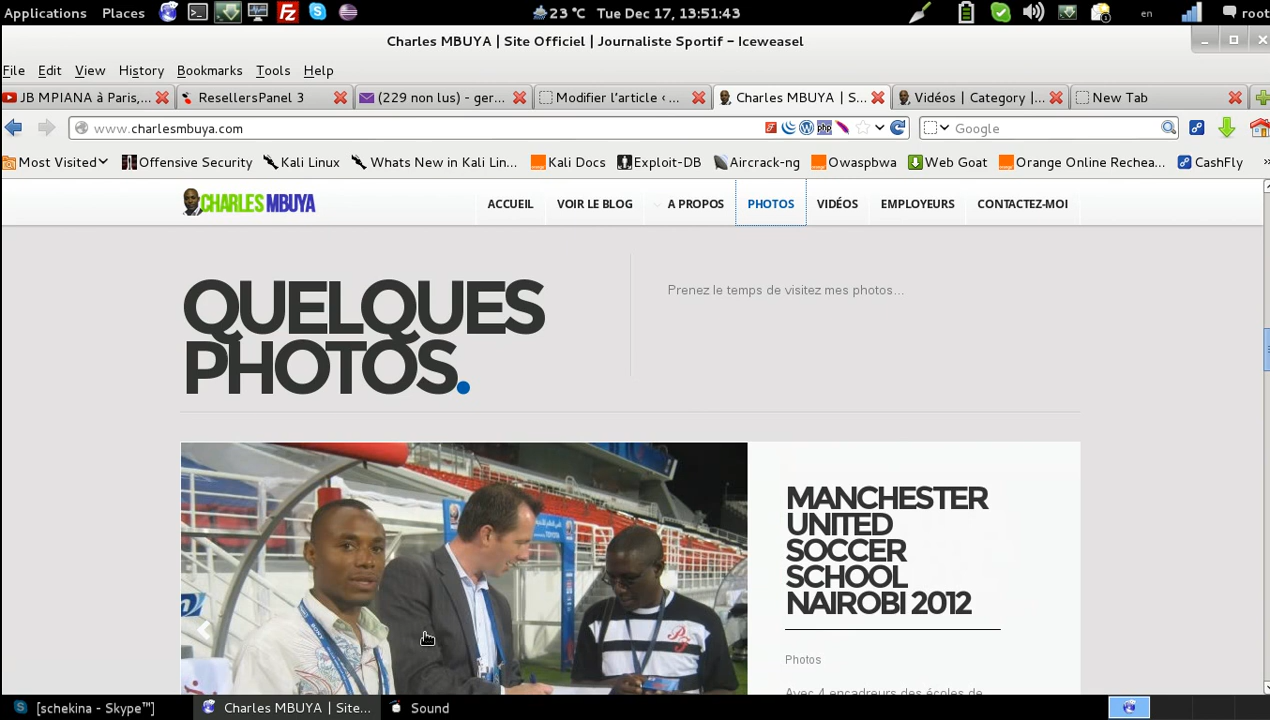 Applications Places 23 °C Tue Dec 17, 13:51:43 en root
Charles MBUYA | Site Officiel | Journaliste Sportif - Iceweasel
File Edit View History Bookmarks Tools Help
JB MPIANA à Paris,... ResellersPanel 3 (229 non lus) - ger... Modifier l'article ‹ ... Charles MBUYA | S... Vidéos | Category |... New Tab
www.charlesmbuya.com php Google
Most Visited Offensive Security Kali Linux Whats New in Kali Lin... Kali Docs Exploit-DB Aircrack-ng Owaspbwa Web Goat Orange Online Rechea... CashFly »
CHARLES MBUYA ACCUEIL VOIR LE BLOG A PROPOS PHOTOS VIDÉOS EMPLOYEURS CONTACTEZ-MOI
QUELQUES
PHOTOS.
Prenez le temps de visitez mes photos...
MANCHESTER
UNITED
SOCCER
SCHOOL
NAIROBI 2012
Photos
Avec 4 encadreurs des écoles de
TOYOTA
SONY
[schekina - Skype™] Charles MBUYA | Site... Sound